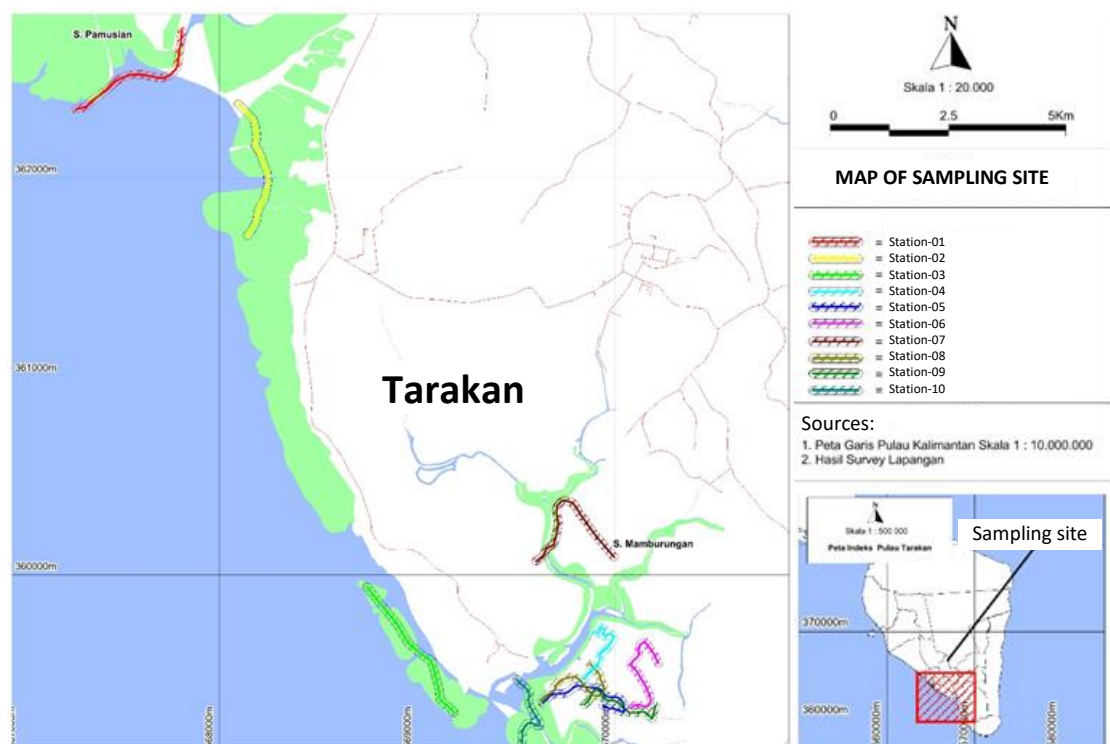 S. Pamusian
362000m
361000m
Tarakan
S. Mamburungan
360000m
N
Skala 1 : 20.000
0 2.5 5Km
MAP OF SAMPLING SITE
= Station-01
= Station-02
= Station-03
= Station-04
= Station-05
= Station-06
= Station-07
= Station-08
= Station-09
= Station-10
Sources:
1. Peta Garis Pulau Kalimantan Skala 1 : 10.000.000
2. Hasil Survey Lapangan
N
Skala 1 : 500.000
Peta Indeks Pulau Tarakan
Sampling site
370000m
360000m